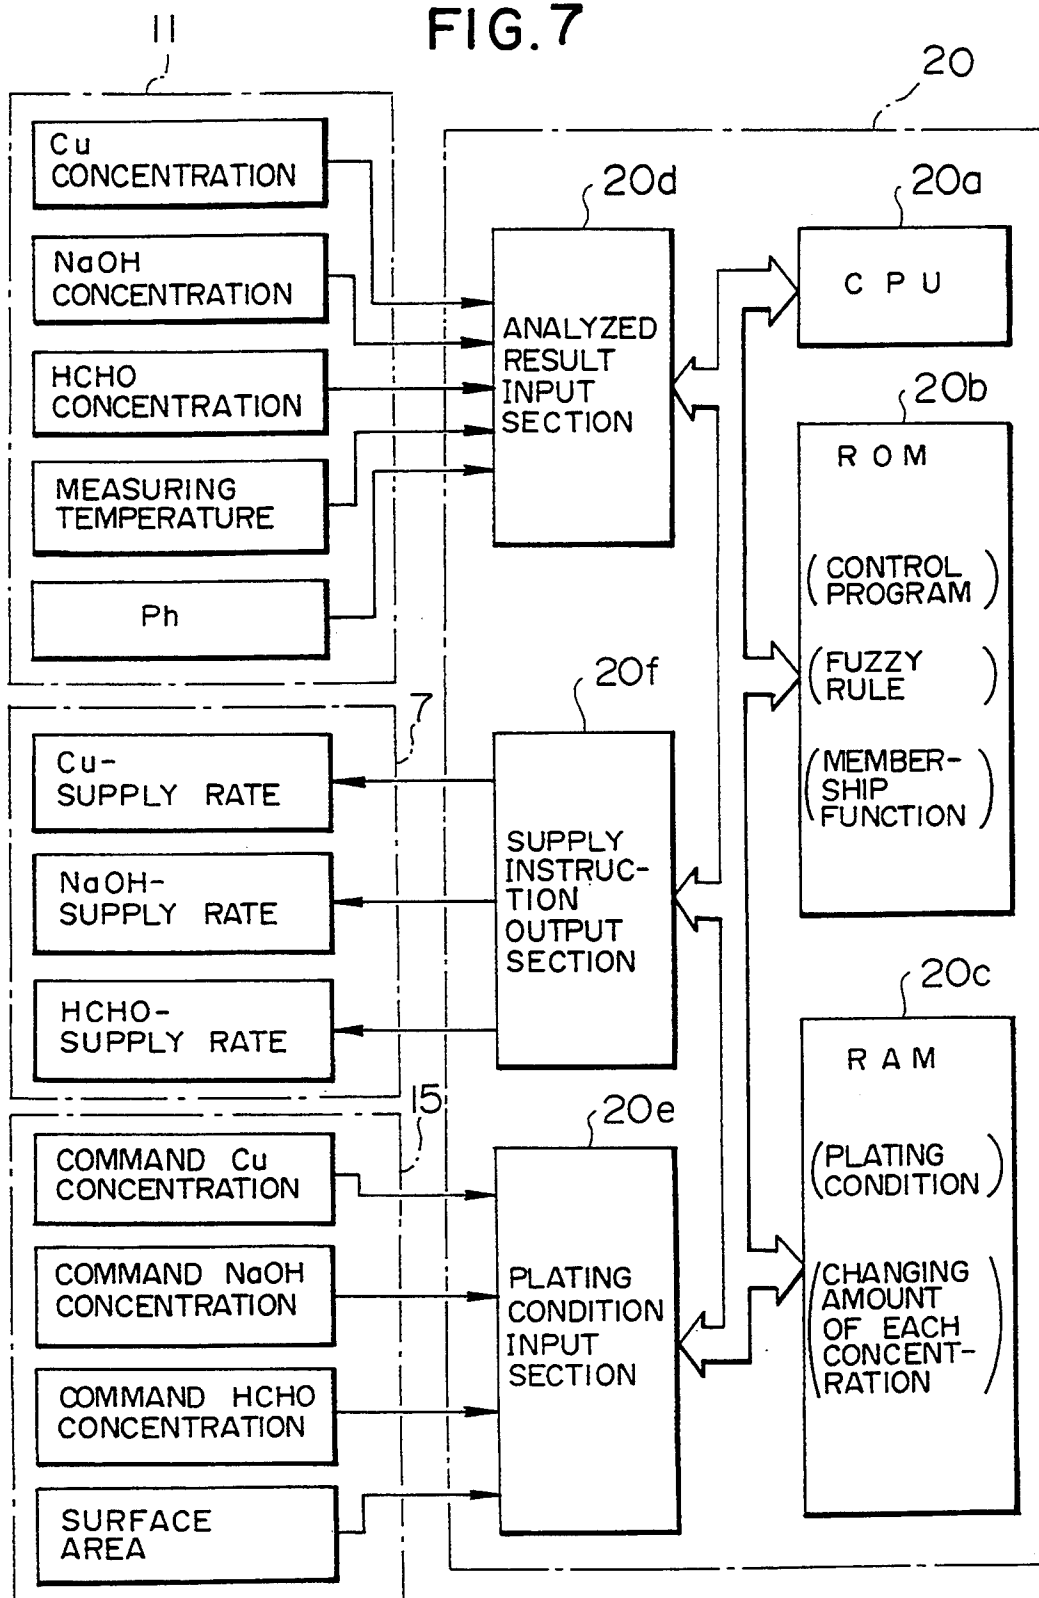 FIG. 7
11
Cu
CONCENTRATION
NaOH
CONCENTRATION
HCHO
CONCENTRATION
MEASURING
TEMPERATURE
Ph
7
Cu-
SUPPLY RATE
NaOH-
SUPPLY RATE
HCHO-
SUPPLY RATE
15
COMMAND Cu
CONCENTRATION
COMMAND NaOH
CONCENTRATION
COMMAND HCHO
CONCENTRATION
SURFACE
AREA
20
20d
ANALYZED
RESULT
INPUT
SECTION
20f
SUPPLY
INSTRUC-
TION
OUTPUT
SECTION
20e
PLATING
CONDITION
INPUT
SECTION
20a
CPU
20b
ROM
(CONTROL
PROGRAM)
(FUZZY
RULE)
(MEMBER-
SHIP
FUNCTION)
20c
RAM
(PLATING
CONDITION)
(CHANGING
AMOUNT
OF EACH
CONCENT-
RATION)